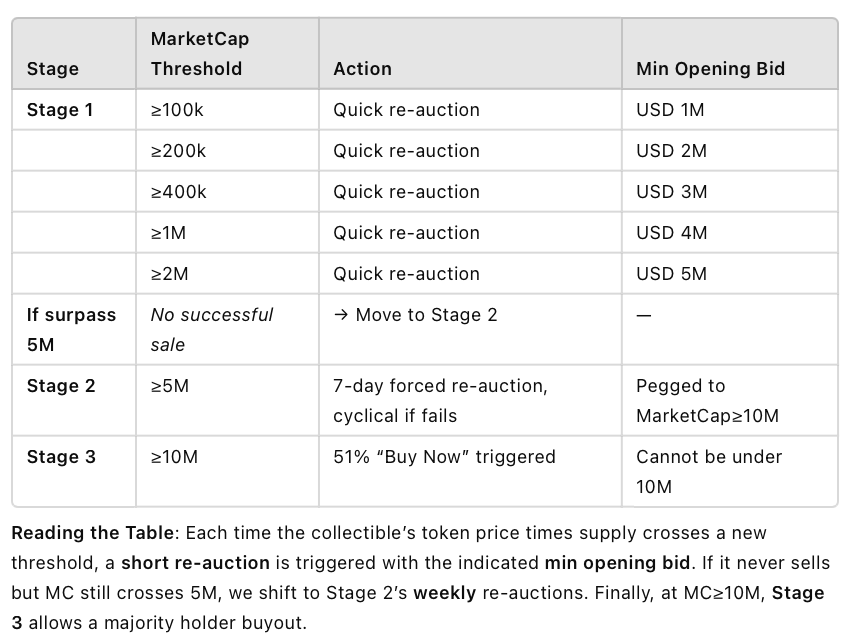 Stage
MarketCap
Threshold
Action
Min Opening Bid
Stage 1
≥100k
Quick re-auction
USD 1M
≥200k
Quick re-auction
USD 2M
≥400k
Quick re-auction
USD 3M
≥1M
Quick re-auction
USD 4M
≥2M
Quick re-auction
USD 5M
If surpass
5M
No successful
sale
→ Move to Stage 2
—
Stage 2
≥5M
7-day forced re-auction,
cyclical if fails
Pegged to
MarketCap≥10M
Stage 3
≥10M
51% “Buy Now” triggered
Cannot be under
10M
Reading the Table: Each time the collectible’s token price times supply crosses a new
threshold, a short re-auction is triggered with the indicated min opening bid. If it never sells
but MC still crosses 5M, we shift to Stage 2’s weekly re-auctions. Finally, at MC≥10M, Stage
3 allows a majority holder buyout.